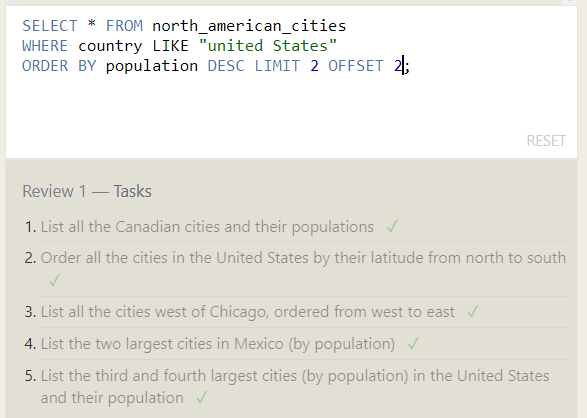 SELECT * FROM north_american_cities
WHERE country LIKE "united States"
ORDER BY population DESC LIMIT 2 OFFSET 2;
RESET
Review 1 — Tasks
1. List all the Canadian cities and their populations ✓
2. Order all the cities in the United States by their latitude from north to south
✓
3. List all the cities west of Chicago, ordered from west to east ✓
4. List the two largest cities in Mexico (by population) ✓
5. List the third and fourth largest cities (by population) in the United States
and their population ✓